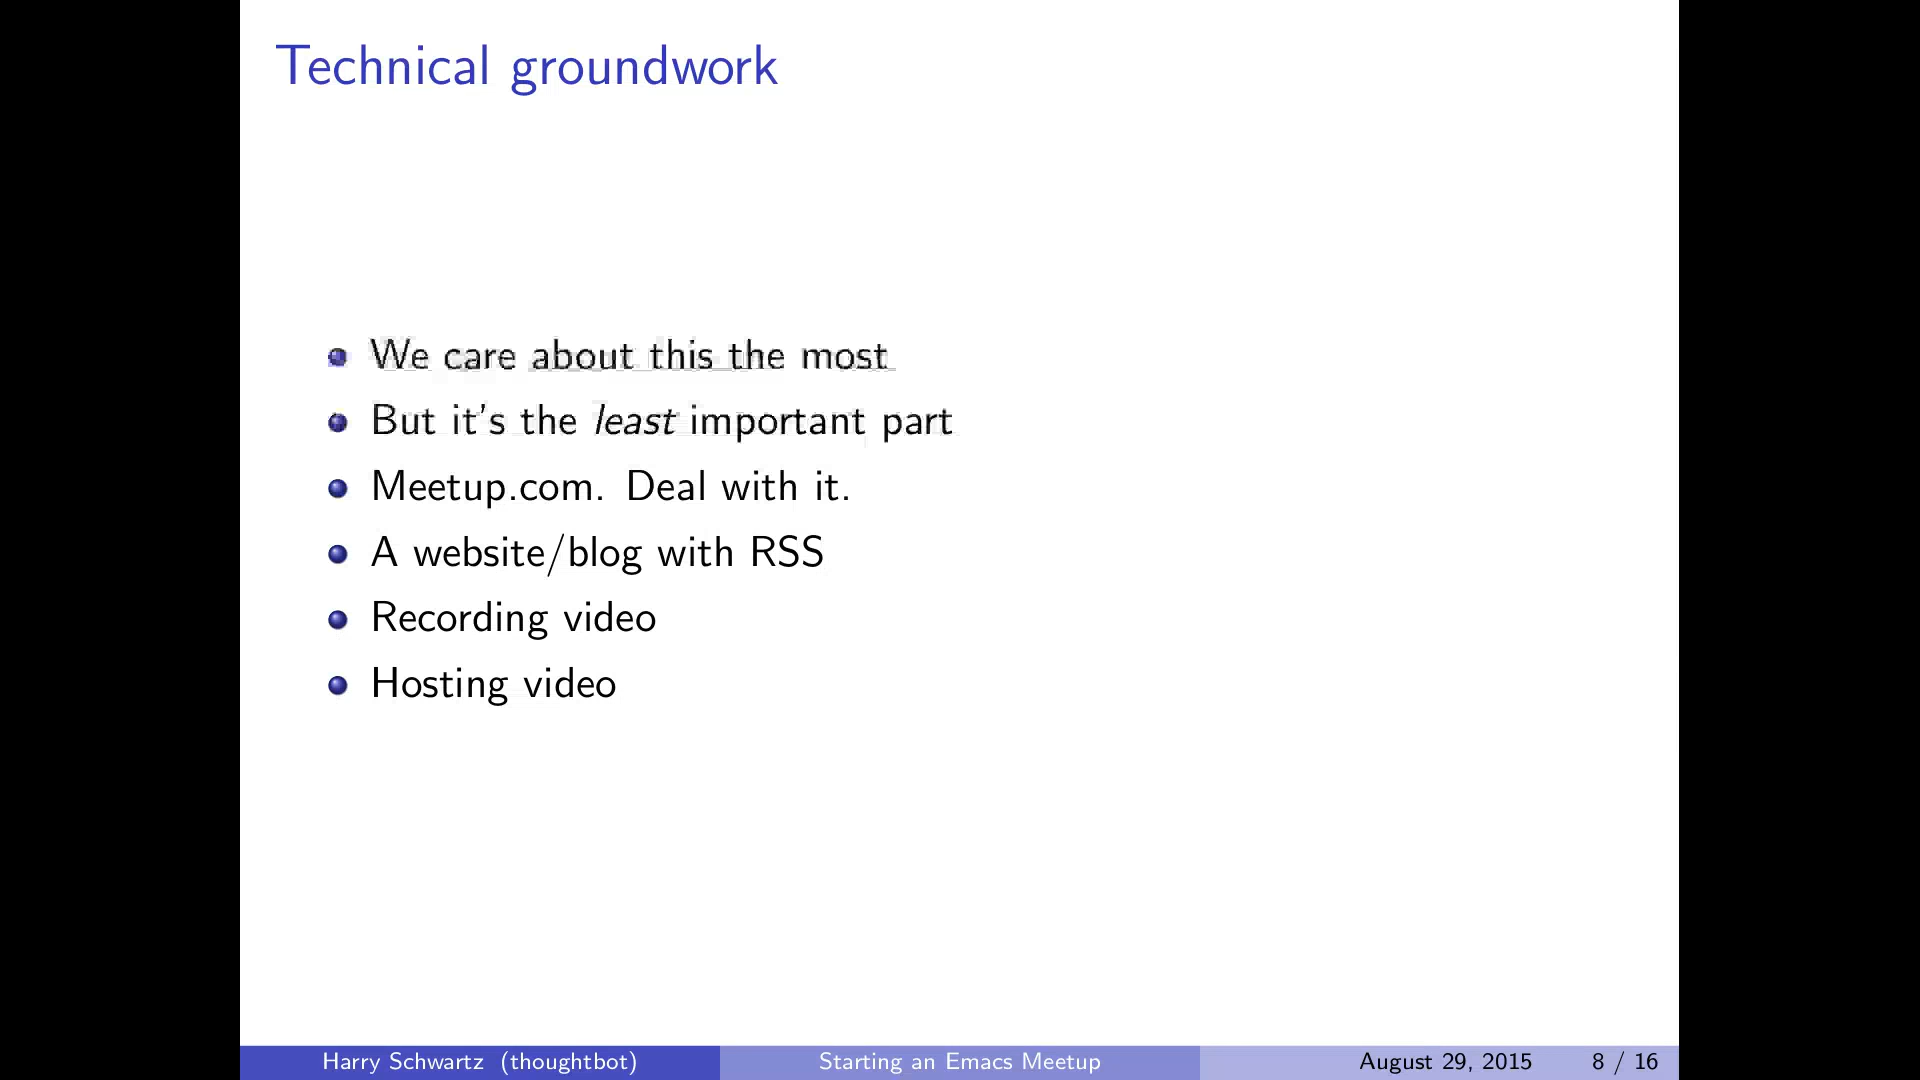 Technical groundwork
We care about this the most
But it's the least important part
Meetup.com. Deal with it.
A website/blog with RSS
Recording video
Hosting video
Harry Schwartz (thoughtbot) Starting an Emacs Meetup August 29, 2015 8 / 16